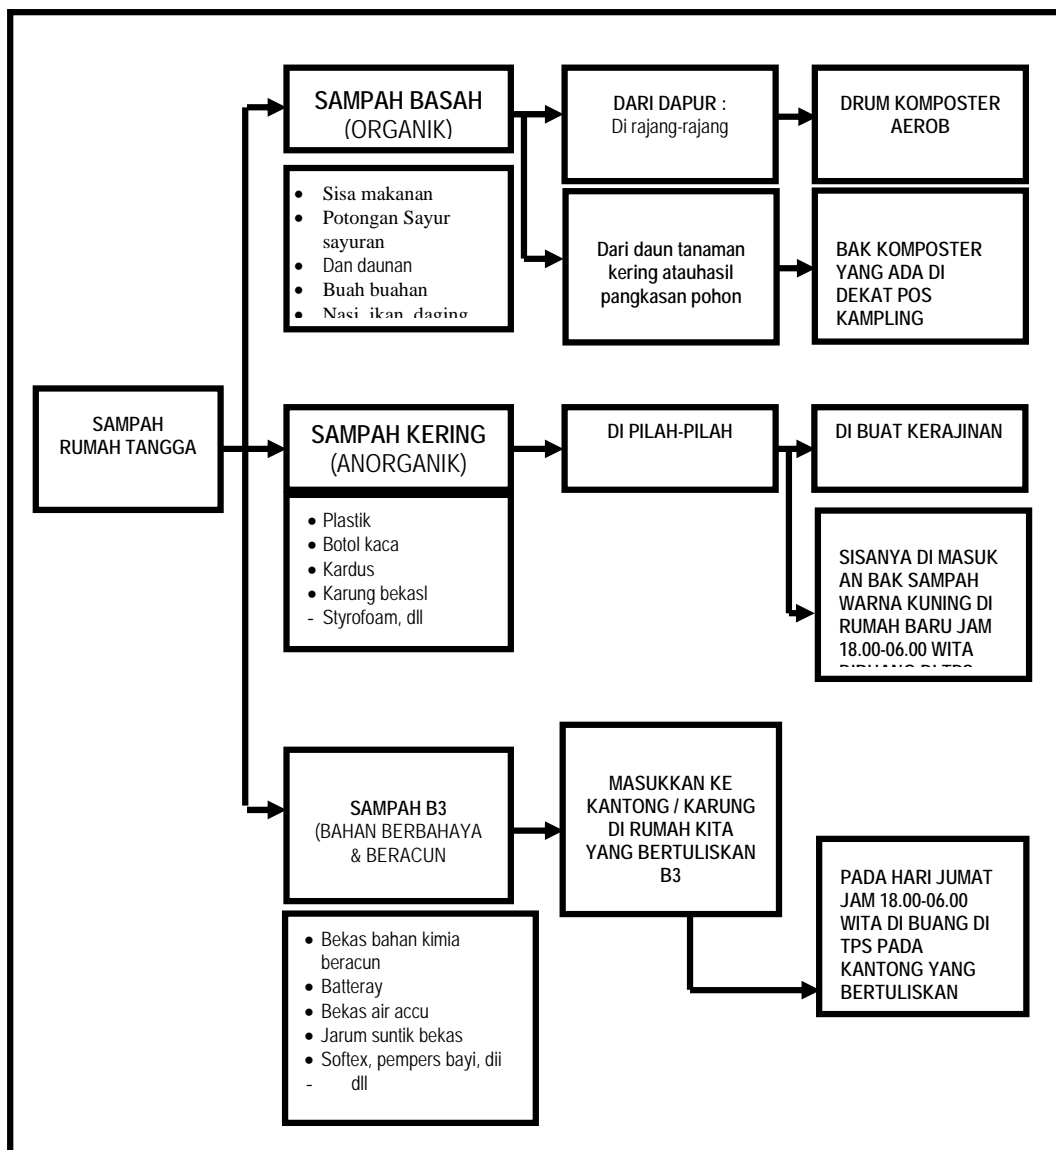 SAMPAH BASAH
(ORGANIK)
DARI DAPUR :
Di rajang-rajang
DRUM KOMPOSTER
AEROB
• Sisa makanan
• Potongan Sayur
sayuran
• Dan daunan
• Buah buahan
• Nasi, ikan, daging
Dari daun tanaman
kering atauhasil
pangkasan pohon
BAK KOMPOSTER
YANG ADA DI
DEKAT POS
KAMPLING
SAMPAH
RUMAH TANGGA
SAMPAH KERING
(ANORGANIK)
DI PILAH-PILAH
DI BUAT KERAJINAN
• Plastik
• Botol kaca
• Kardus
• Karung bekasl
- Styrofoam, dll
SISANYA DI MASUK
AN BAK SAMPAH
WARNA KUNING DI
RUMAH BARU JAM
18.00-06.00 WITA
DI TPS
SAMPAH B3
(BAHAN BERBAHAYA
& BERACUN
MASUKKAN KE
KANTONG / KARUNG
DI RUMAH KITA
YANG BERTULISKAN
B3
PADA HARI JUMAT
JAM 18.00-06.00
WITA DI BUANG DI
TPS PADA
KANTONG YANG
BERTULISKAN
• Bekas bahan kimia
beracun
• Batteray
• Bekas air accu
• Jarum suntik bekas
• Softex, pempers bayi, dii
- dll